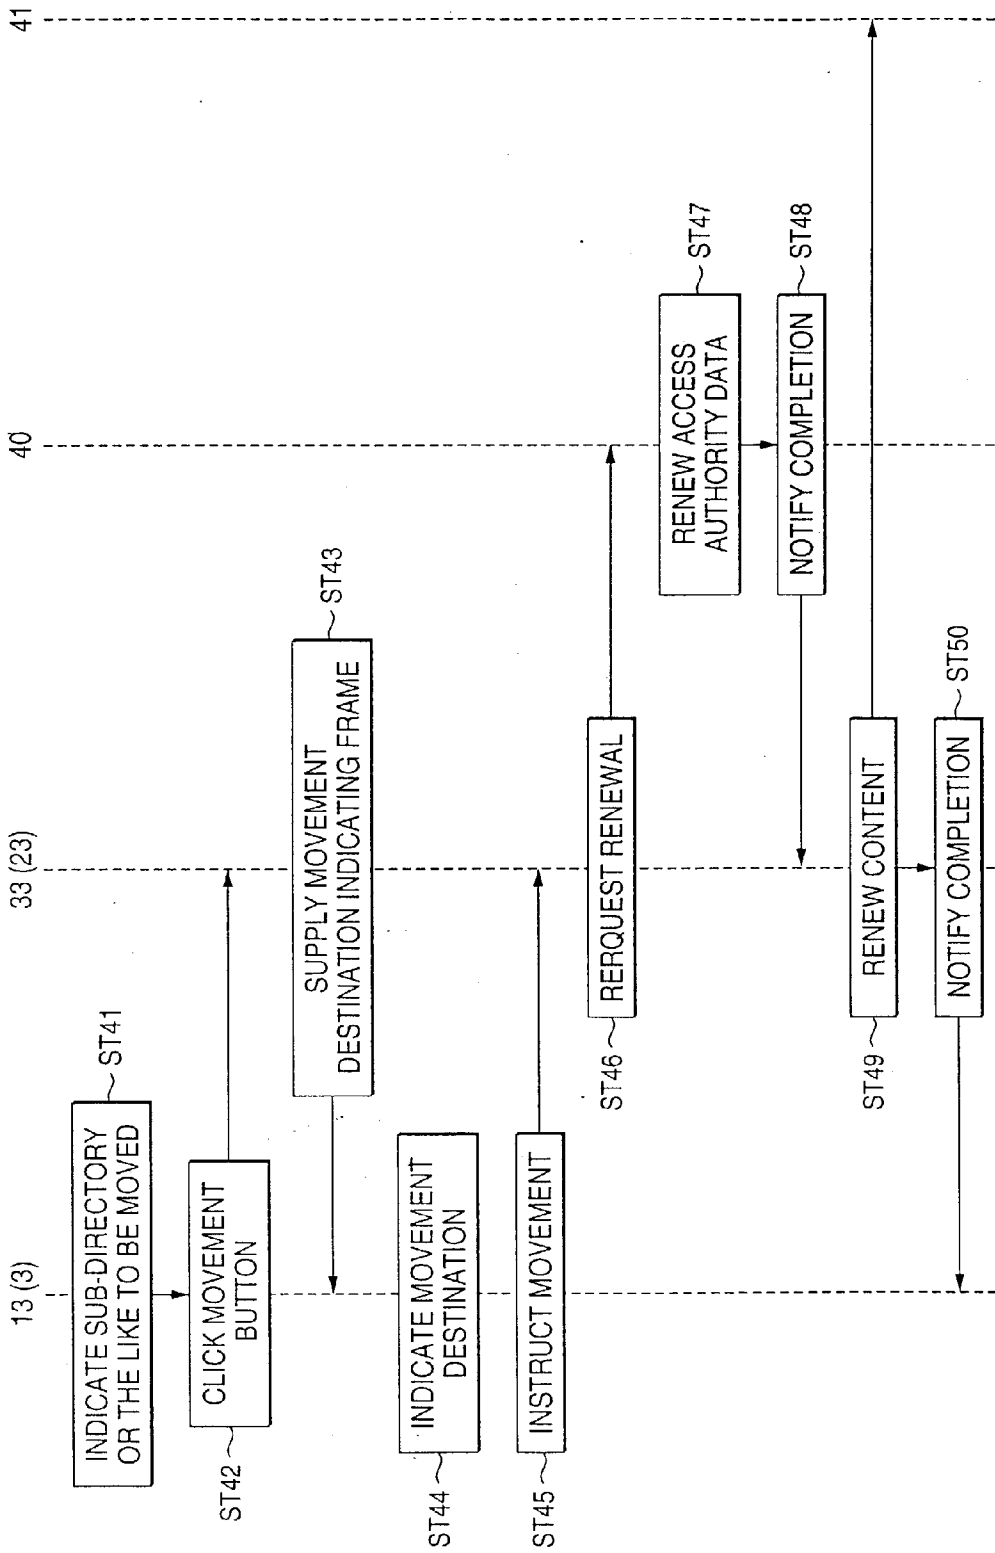 13 (3)
33 (23)
40
41
INDICATE SUB-DIRECTORY
OR THE LIKE TO BE MOVED
ST41
CLICK MOVEMENT
BUTTON
ST42
SUPPLY MOVEMENT
DESTINATION INDICATING FRAME
ST43
INDICATE MOVEMENT
DESTINATION
ST44
INSTRUCT MOVEMENT
ST45
RERQUEST RENEWAL
ST46
RENEW ACCESS
AUTHORITY DATA
ST47
NOTIFY COMPLETION
ST48
RENEW CONTENT
ST49
NOTIFY COMPLETION
ST50